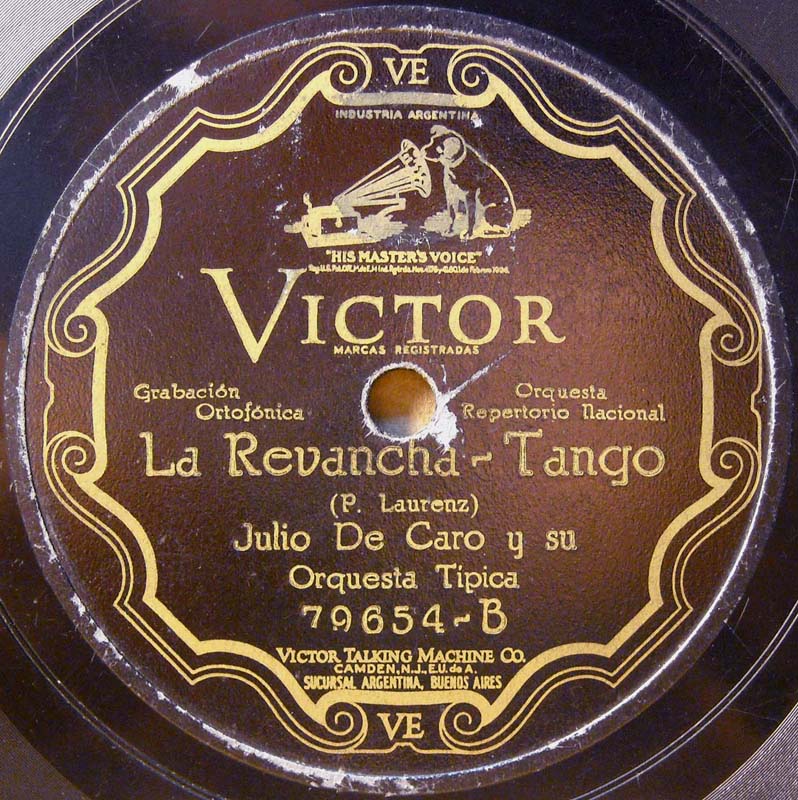 VE
INDUSTRIA ARGENTINA
"HIS MASTER'S VOICE"
VICTOR
MARCAS REGISTRADAS
Grabación Ortofónica
Orquesta Repertorio Nacional
La Revancha - Tango
(P. Laurenz)
Julio De Caro y su
Orquesta Típica
79654-B
VICTOR TALKING MACHINE CO.
CAMDEN, N.J., E.U. de A.
SUCURSAL ARGENTINA, BUENOS AIRES
VE